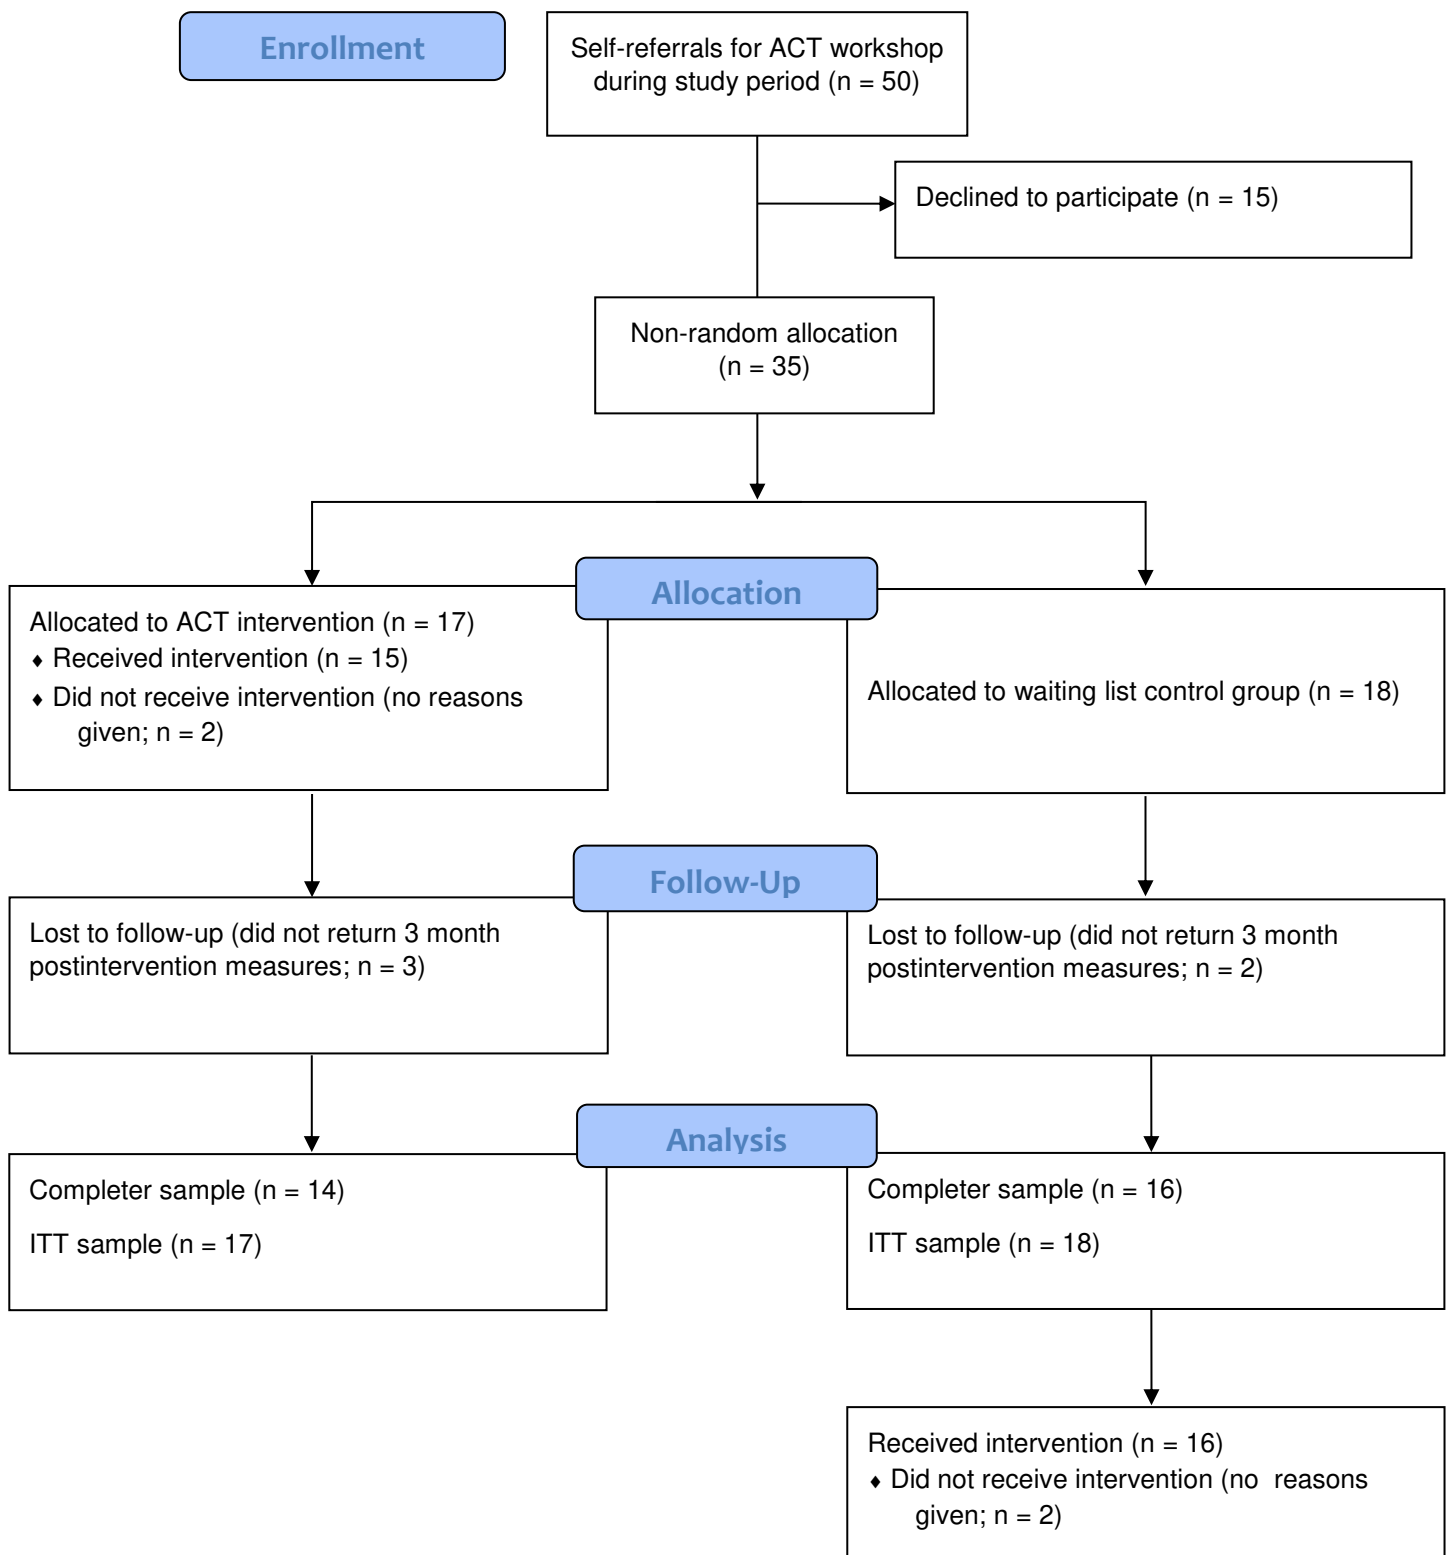 Enrollment
Self-referrals for ACT workshop
during study period (n = 50)
Declined to participate (n = 15)
Non-random allocation
(n = 35)
Allocation
Allocated to ACT intervention (n = 17)
♦ Received intervention (n = 15)
♦ Did not receive intervention (no reasons
given; n = 2)
Allocated to waiting list control group (n = 18)
Follow-Up
Lost to follow-up (did not return 3 month
postintervention measures; n = 3)
Lost to follow-up (did not return 3 month
postintervention measures; n = 2)
Analysis
Completer sample (n = 14)
ITT sample (n = 17)
Completer sample (n = 16)
ITT sample (n = 18)
Received intervention (n = 16)
♦ Did not receive intervention (no reasons
given; n = 2)